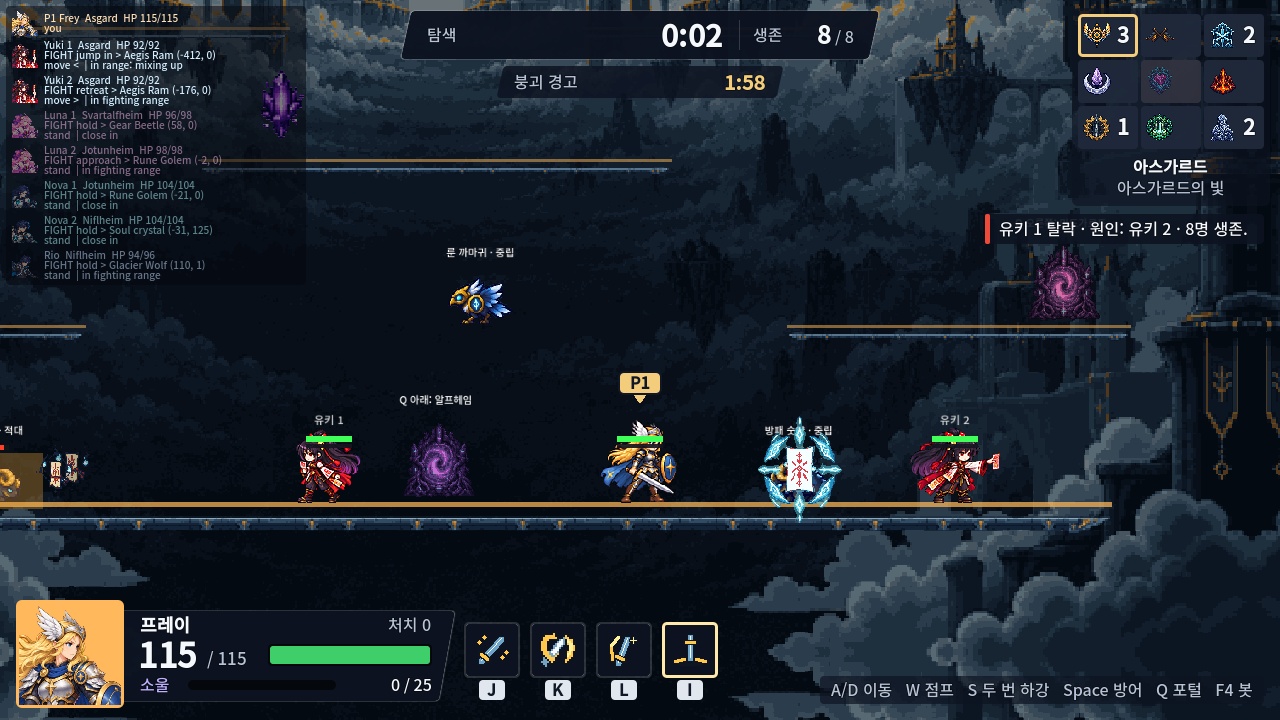 P1 Frey Asgard HP 115/115
you
Yuki 1 Asgard HP 92/92
FIGHT jump in > Aegis Ram (-412, 0)
move < | in range: mixing up
Yuki 2 Asgard HP 92/92
FIGHT retreat > Aegis Ram (-176, 0)
move > | in fighting range
Luna 1 Svartalfheim HP 96/98
FIGHT hold > Gear Beetle (58, 0)
stand | close in
Luna 2 Jotunheim HP 98/98
FIGHT approach > Rune Golem (-2, 0)
stand | in fighting range
Nova 1 Jotunheim HP 104/104
FIGHT hold > Rune Golem (-21, 0)
stand | close in
Nova 2 Niflheim HP 104/104
FIGHT hold > Soul crystal (-31, 125)
stand | close in
Rio Niflheim HP 94/96
FIGHT hold > Glacier Wolf (110, 1)
stand | in fighting range
탐색 0:02 생존 8 / 8
붕괴 경고 1:58
3 2
1 2
아스가르드
아스가르드의 빛
유키 1 탈락 · 원인: 유키 2 · 8명 생존.
룬 까마귀 · 중립
P1
Q 아래: 알프헤임
유키 1
유키 2
· 적대
방패 · 중립
프레이 처치 0
115 / 115
소울 0 / 25
J K L I
A/D 이동 W 점프 S 두 번 하강 Space 방어 Q 포털 F4 봇